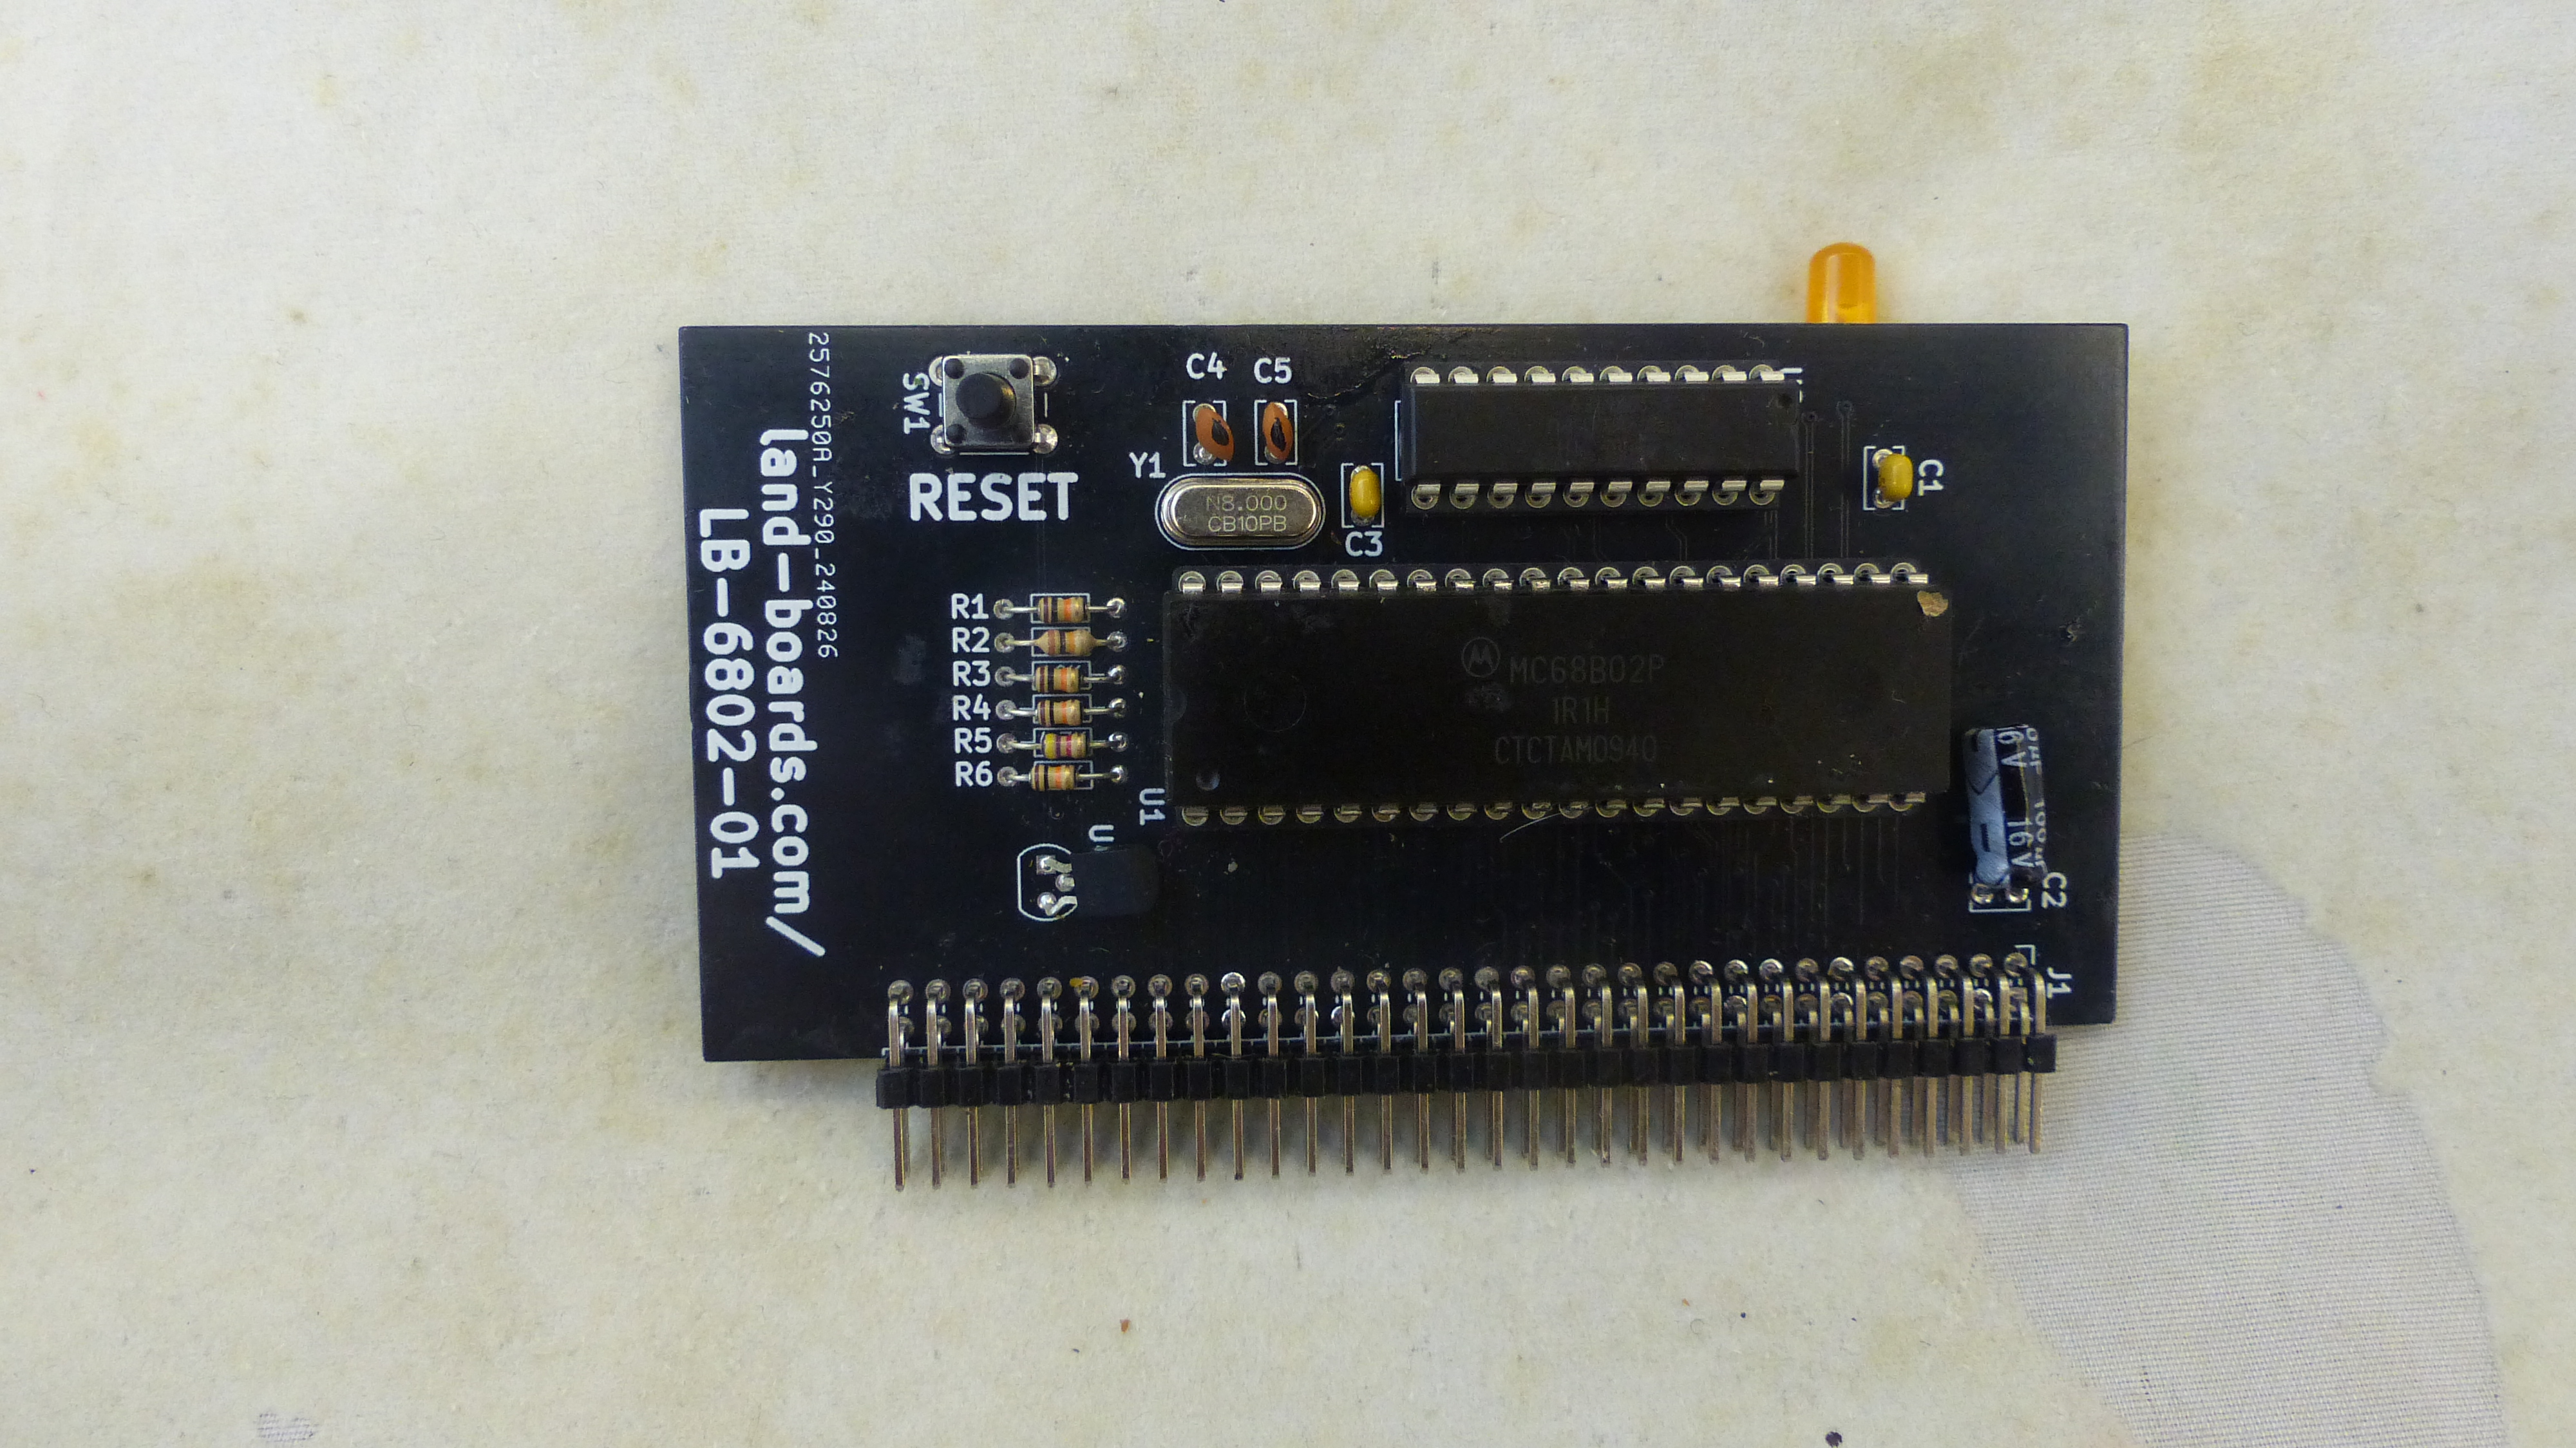 C4
C5
SW1
25762250A_Y290_240826
land-boards.com/
LB-6802-01
Y1
RESET
N8.000
CB10PB
C3
C1
R1
R2
R3
R4
R5
R6
MC68B02P
1R1H
CTCTAM0940
U1
16V
C2
J1